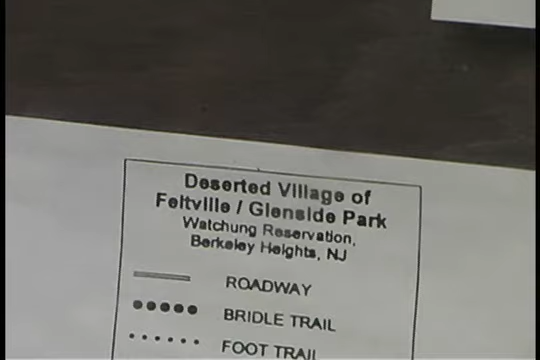 Deserted Village of
Feltville / Glenside Park
Watchung Reservation,
Berkeley Heights, NJ
ROADWAY
BRIDLE TRAIL
FOOT TRAIL